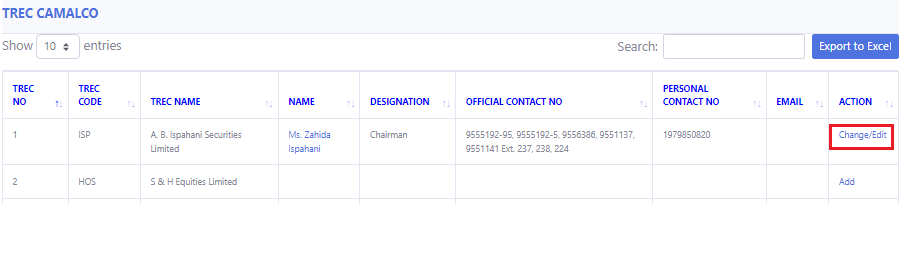 TREC CAMALCO
Show 10 entries Search: Export to Excel
TREC NO TREC CODE TREC NAME NAME DESIGNATION OFFICIAL CONTACT NO PERSONAL CONTACT NO EMAIL ACTION
1 ISP A. B. Ispahani Securities Limited Ms. Zahida Ispahani Chairman 9555192-95, 9555192-5, 9556386, 9551137, 9551141 Ext. 237, 238, 224 1979850820 Change/Edit
2 HOS S & H Equities Limited Add